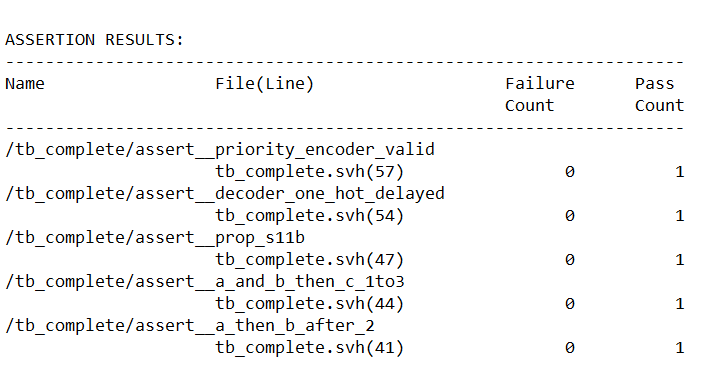 ASSERTION RESULTS:
--------------------------------------------------------------------
Name                 File(Line)                   Failure      Pass
                                                  Count        Count
--------------------------------------------------------------------
/tb_complete/assert__priority_encoder_valid
                     tb_complete.svh(57)                0          1
/tb_complete/assert__decoder_one_hot_delayed
                     tb_complete.svh(54)                0          1
/tb_complete/assert__prop_s11b
                     tb_complete.svh(47)                0          1
/tb_complete/assert__a_and_b_then_c_1to3
                     tb_complete.svh(44)                0          1
/tb_complete/assert__a_then_b_after_2
                     tb_complete.svh(41)                0          1